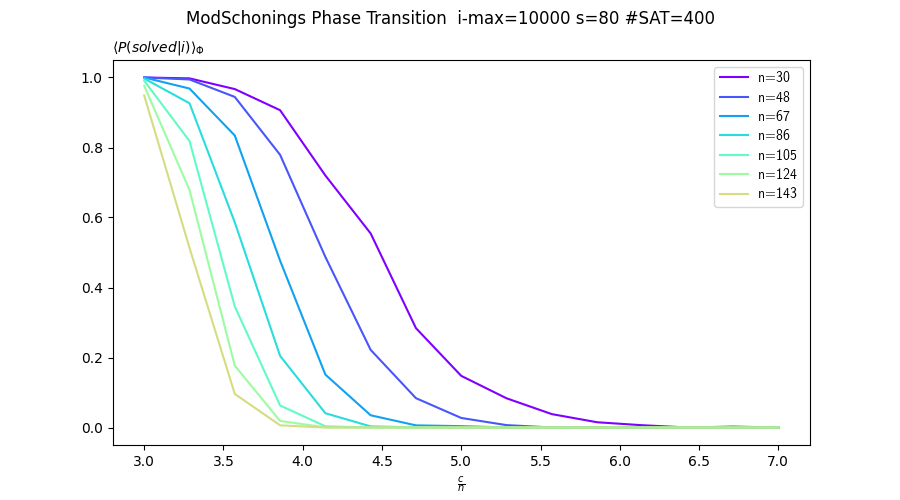 ModSchonings Phase Transition i-max=10000 s=80 #SAT=400
⟨P(solved|i)⟩Φ
1.0
0.8
0.6
0.4
0.2
0.0
n=30
n=48
n=67
n=86
n=105
n=124
n=143
3.0 3.5 4.0 4.5 5.0 5.5 6.0 6.5 7.0
c/n